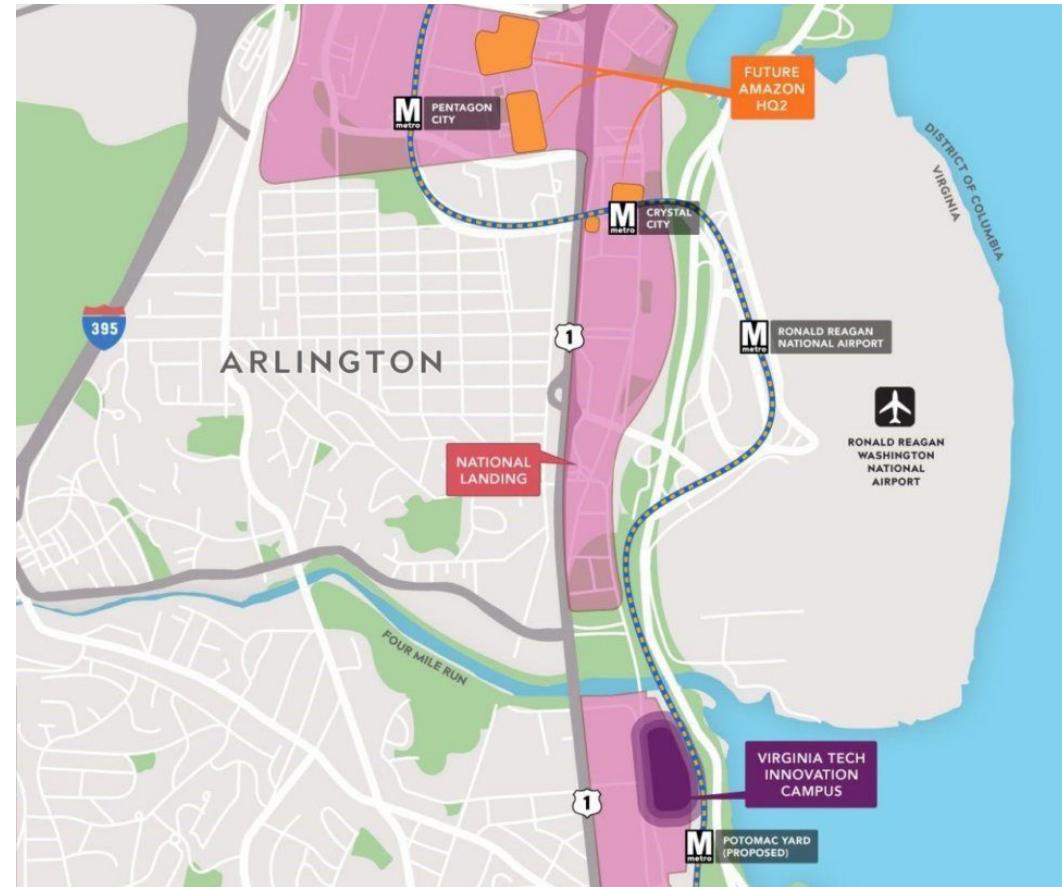 FUTURE
AMAZON
HQ2
M
metro
PENTAGON
CITY
DISTRICT OF COLUMBIA
VIRGINIA
M
metro
CRYSTAL
CITY
395
1
M
metro
RONALD REAGAN
NATIONAL AIRPORT
ARLINGTON
RONALD REAGAN
WASHINGTON
NATIONAL
AIRPORT
NATIONAL
LANDING
FOUR MILE RUN
VIRGINIA TECH
INNOVATION
CAMPUS
1
M
metro
POTOMAC YARD
(PROPOSED)